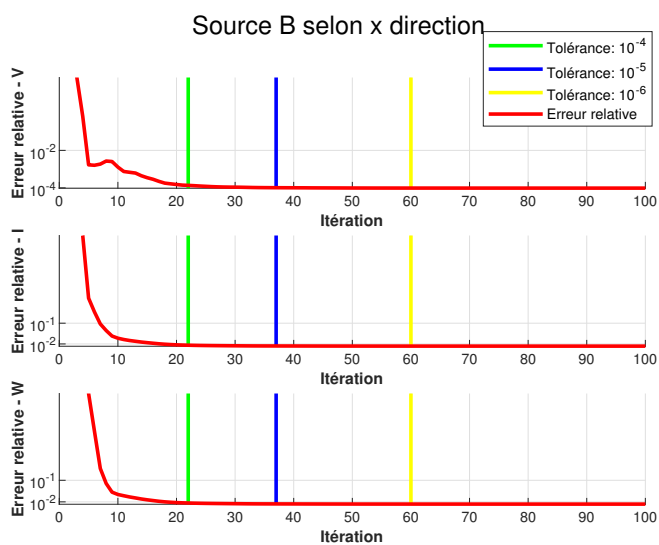 Source B selon x direction
Tolérance: 10^-4
Tolérance: 10^-5
Tolérance: 10^-6
Erreur relative
Erreur relative - V
10^-2
10^-4
0 10 20 30 40 50 60 70 80 90 100
Itération
Erreur relative - I
10^-1
10^-2
0 10 20 30 40 50 60 70 80 90 100
Itération
Erreur relative - W
10^-1
10^-2
0 10 20 30 40 50 60 70 80 90 100
Itération